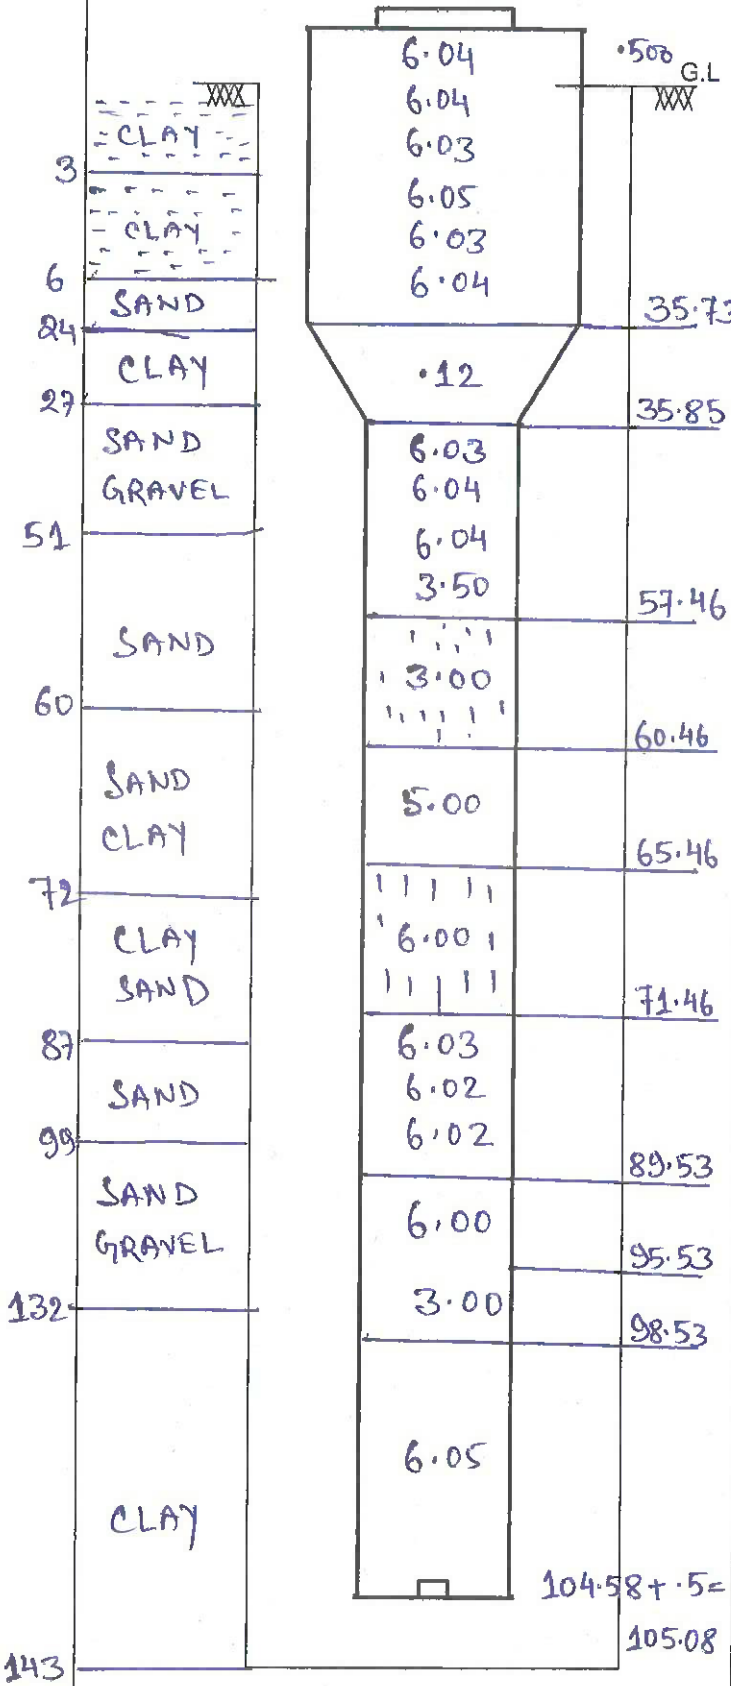 CLAY
3
CLAY
6
SAND
24
CLAY
27
SAND
GRAVEL
51
SAND
60
SAND
CLAY
72
CLAY
SAND
87
SAND
99
SAND
GRAVEL
132
CLAY
143
6.04
6.04
6.03
6.05
6.03
6.04
.12
6.03
6.04
6.04
3.50
3.00
5.00
6.00
6.03
6.02
6.02
6.00
3.00
6.05
.500
G.L
35.73
35.85
57.46
60.46
65.46
71.46
89.53
95.53
98.53
104.58+.5=
105.08